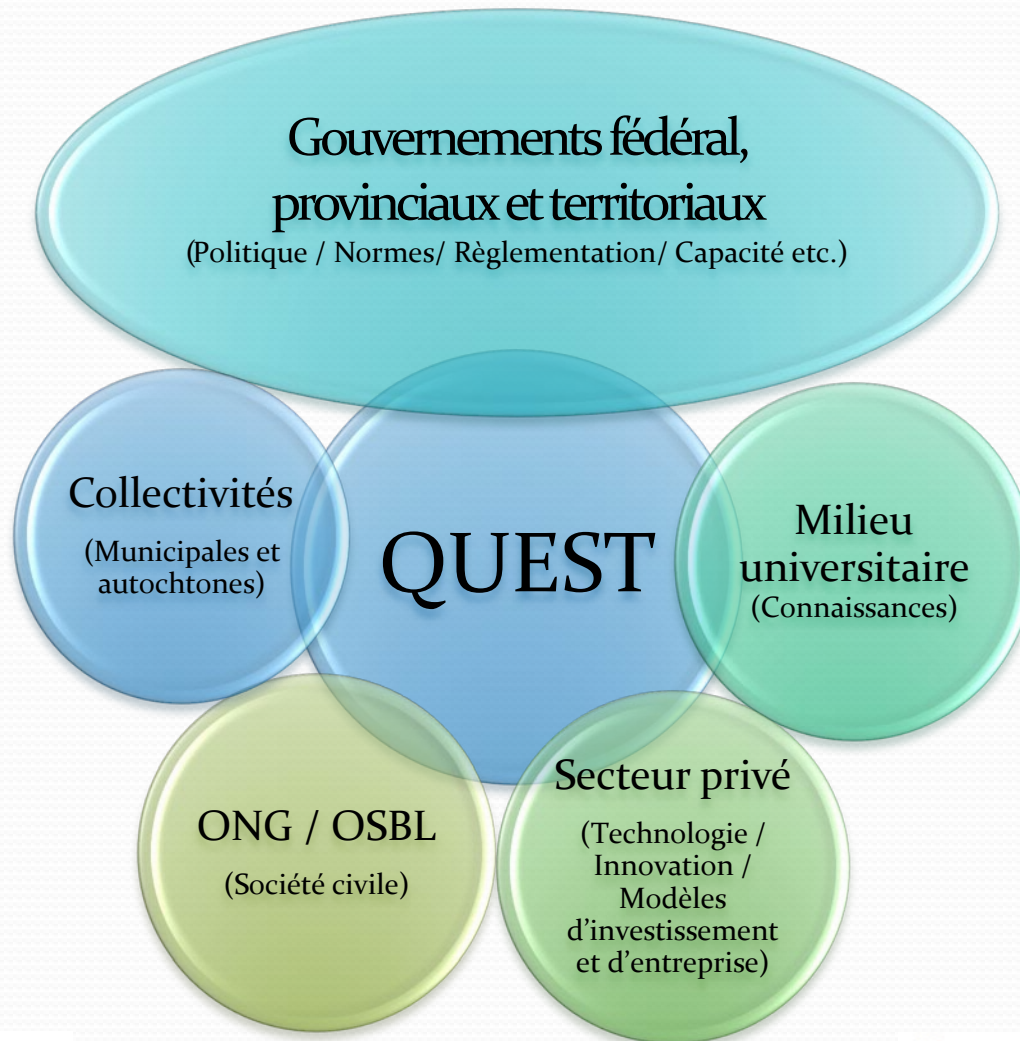 Gouvernements fédéral,
provinciaux et territoriaux
(Politique / Normes/ Règlementation/ Capacité etc.)
Collectivités
(Municipales et
autochtones)
QUEST
Milieu
universitaire
(Connaissances)
ONG / OSBL
(Société civile)
Secteur privé
(Technologie /
Innovation /
Modèles
d'investissement
et d'entreprise)